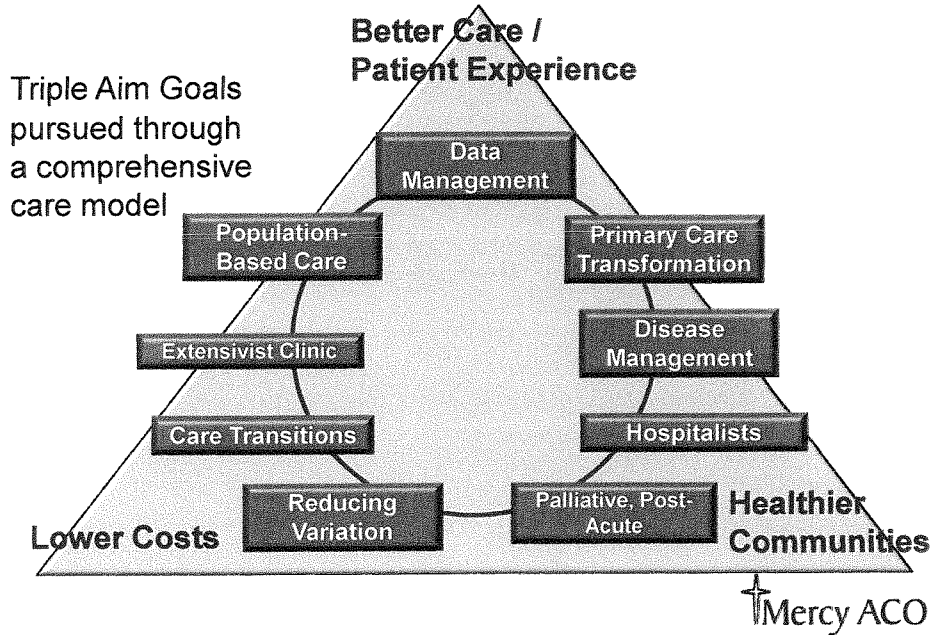 Better Care /
Patient Experience
Triple Aim Goals
pursued through
a comprehensive
care model
Data
Management
Population-
Based Care
Primary Care
Transformation
Extensivist Clinic
Disease
Management
Care Transitions
Hospitalists
Reducing
Variation
Palliative, Post-
Acute
Lower Costs
Healthier
Communities
Mercy ACO